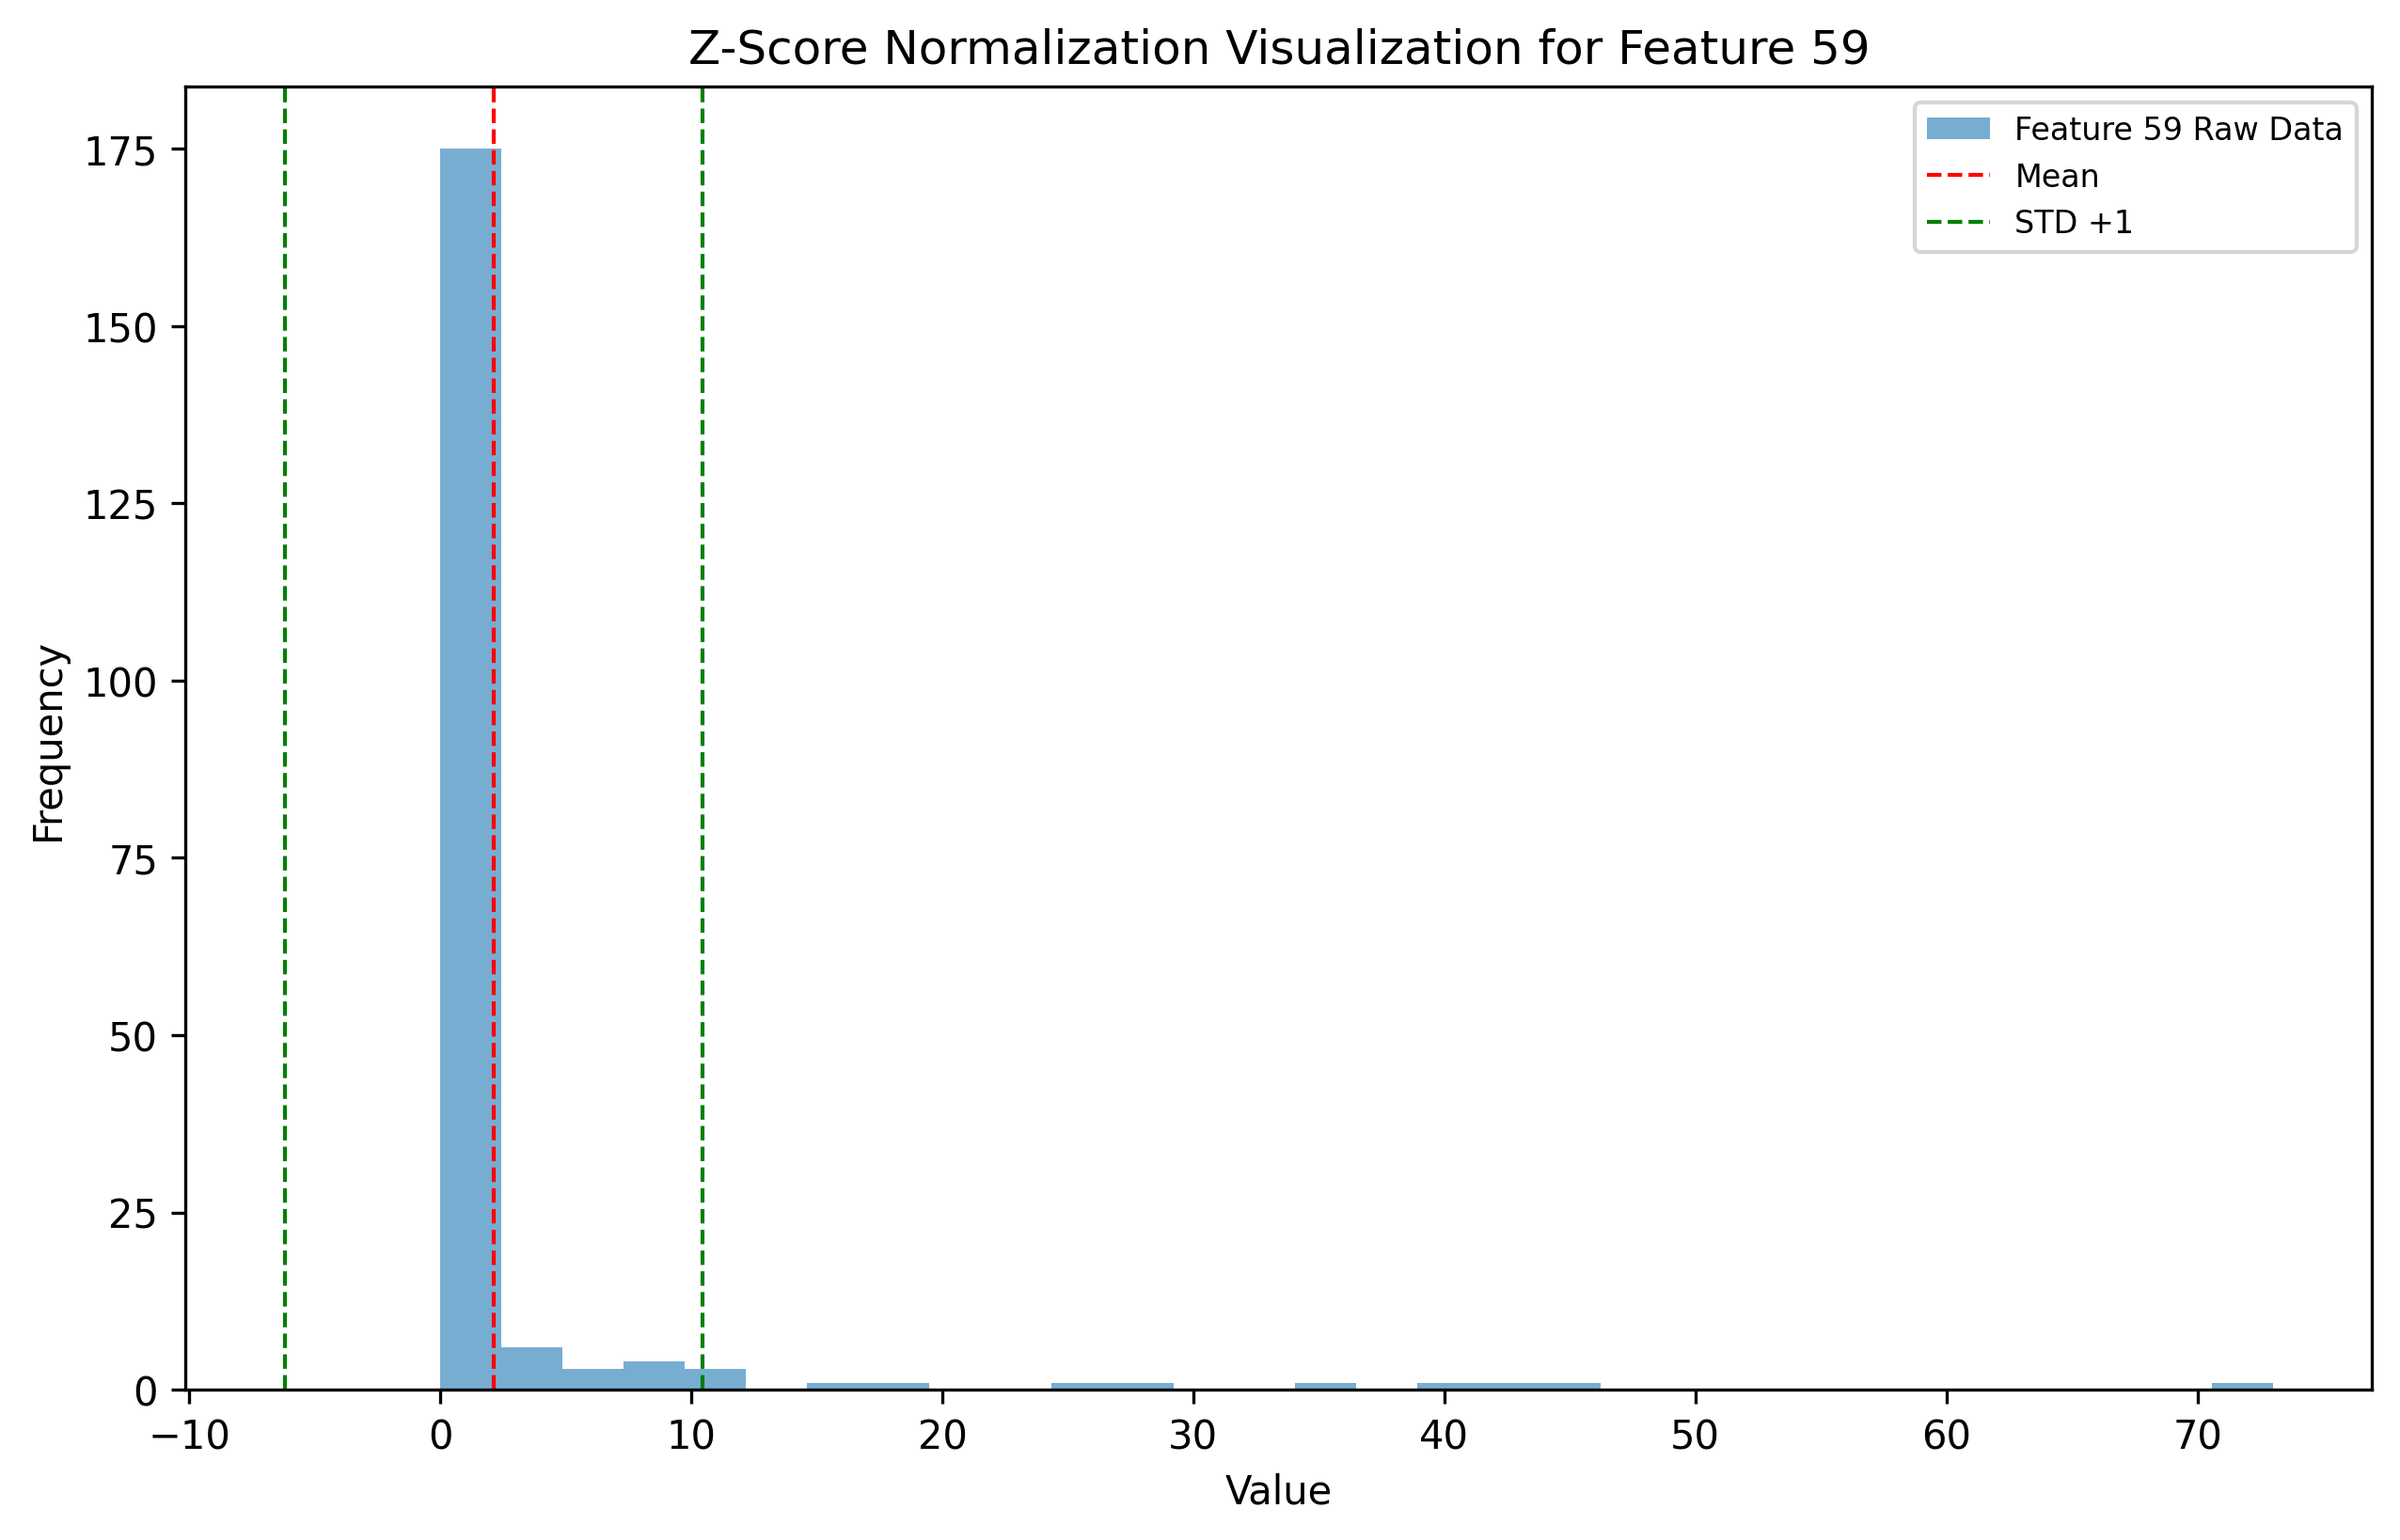 Z-Score Normalization Visualization for Feature 59
Feature 59 Raw Data
Mean
STD +1
175
150
125
100
75
50
25
0
Frequency
−10 0 10 20 30 40 50 60 70
Value